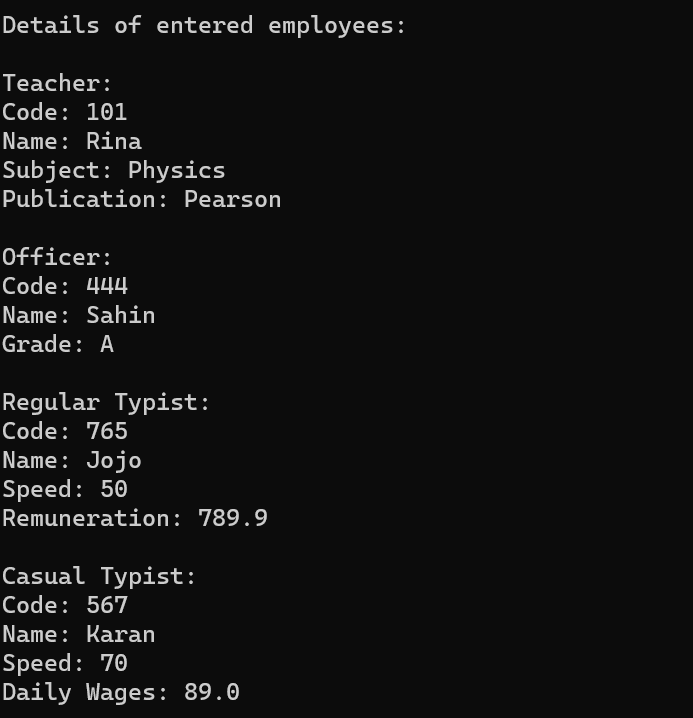 Details of entered employees:
Teacher:
Code: 101
Name: Rina
Subject: Physics
Publication: Pearson
Officer:
Code: 444
Name: Sahin
Grade: A
Regular Typist:
Code: 765
Name: Jojo
Speed: 50
Remuneration: 789.9
Casual Typist:
Code: 567
Name: Karan
Speed: 70
Daily Wages: 89.0